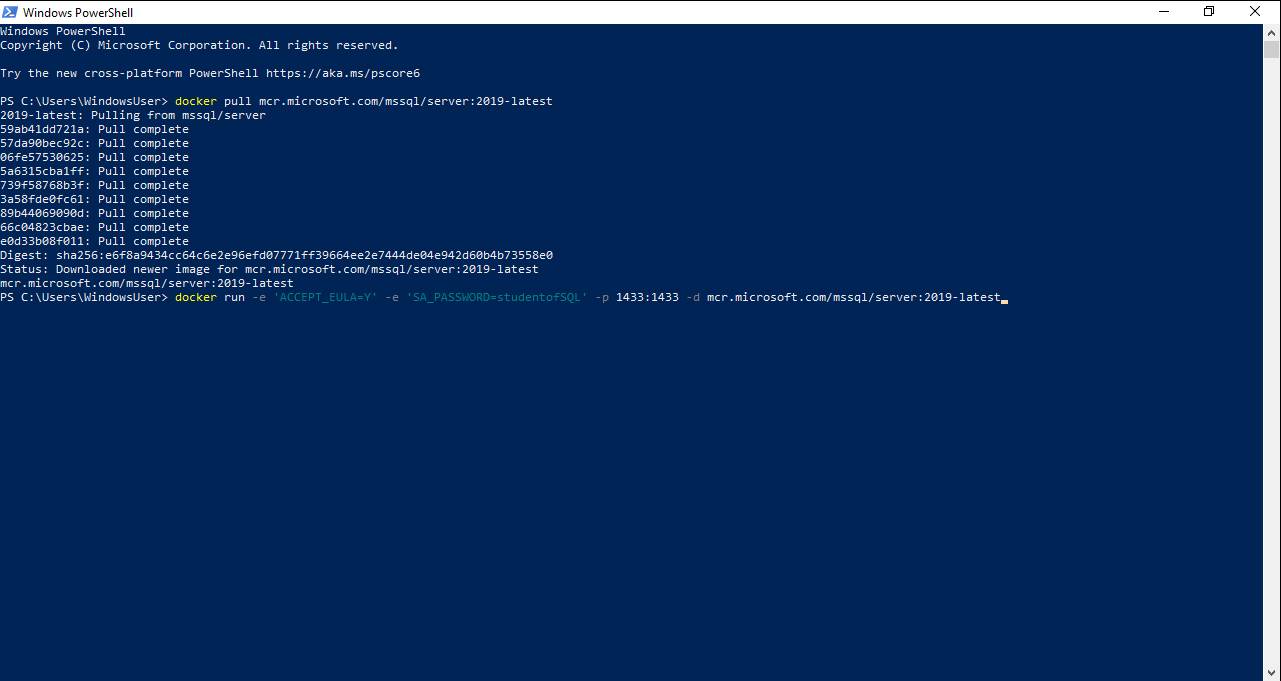 Windows PowerShell
Windows PowerShell
Copyright (C) Microsoft Corporation. All rights reserved.
Try the new cross-platform PowerShell https://aka.ms/pscore6
PS C:\Users\WindowsUser> docker pull mcr.microsoft.com/mssql/server:2019-latest
2019-latest: Pulling from mssql/server
59ab41dd721a: Pull complete
57da90bec92c: Pull complete
06fe57530625: Pull complete
5a6315cba1ff: Pull complete
739f58768b3f: Pull complete
3a58fde0fc61: Pull complete
89b44069090d: Pull complete
66c04823cbae: Pull complete
e0d33b08f011: Pull complete
Digest: sha256:e6f8a9434cc64c6e2e96efd07771ff39664ee2e7444de04e942d60b4b73558e0
Status: Downloaded newer image for mcr.microsoft.com/mssql/server:2019-latest
mcr.microsoft.com/mssql/server:2019-latest
PS C:\Users\WindowsUser> docker run -e 'ACCEPT_EULA=Y' -e 'SA_PASSWORD=studentofSQL' -p 1433:1433 -d mcr.microsoft.com/mssql/server:2019-latest